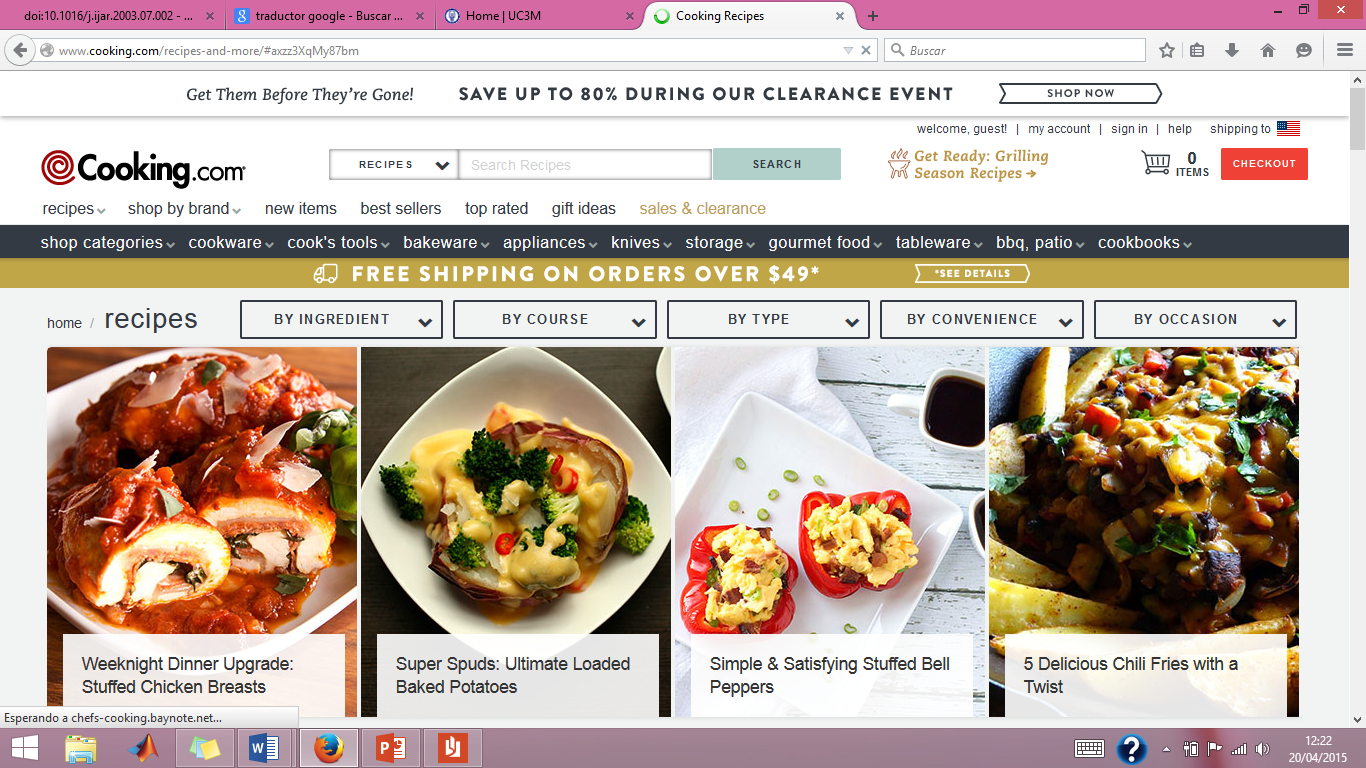 doi:10.1016/j.ijar.2003.07.002 - ...
traductor google - Buscar ...
Home | UC3M
Cooking Recipes
www.cooking.com/recipes-and-more/#axzz3XqMy87bm
Buscar
Get Them Before They're Gone!
SAVE UP TO 80% DURING OUR CLEARANCE EVENT
SHOP NOW
welcome, guest! | my account | sign in | help shipping to
Cooking.com
RECIPES
Search Recipes
SEARCH
Get Ready: Grilling
Season Recipes →
0
ITEMS
CHECKOUT
recipes shop by brand new items best sellers top rated gift ideas sales & clearance
shop categories cookware cook's tools bakeware appliances knives storage gourmet food tableware bbq, patio cookbooks
FREE SHIPPING ON ORDERS OVER $49*
*SEE DETAILS
home / recipes
BY INGREDIENT
BY COURSE
BY TYPE
BY CONVENIENCE
BY OCCASION
Weeknight Dinner Upgrade:
Stuffed Chicken Breasts
Super Spuds: Ultimate Loaded
Baked Potatoes
Simple & Satisfying Stuffed Bell
Peppers
5 Delicious Chili Fries with a
Twist
Esperando a chefs-cooking.baynote.net...
12:22
20/04/2015